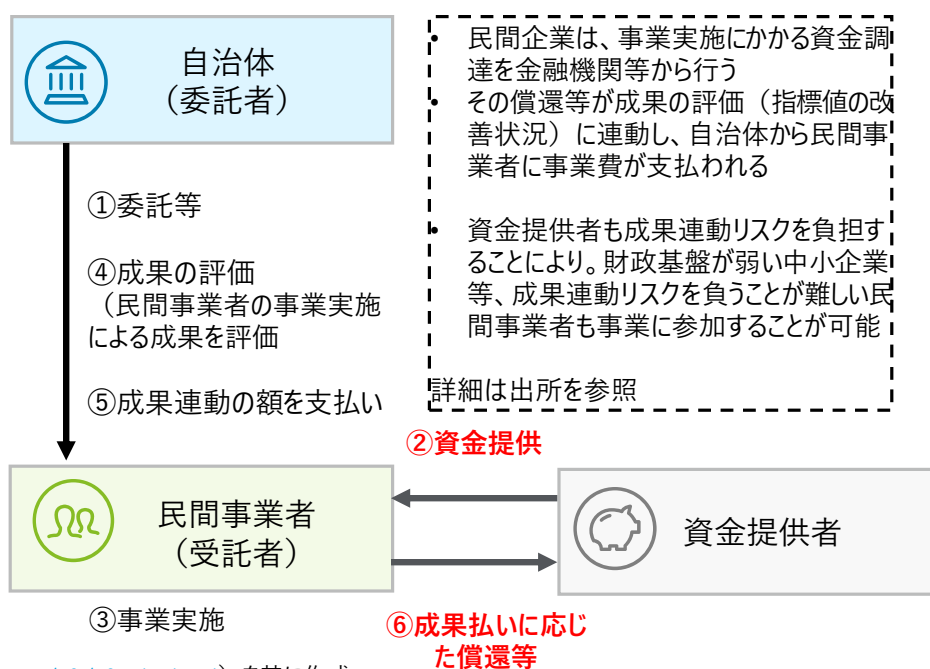 自治体
（委託者）
• 民間企業は、事業実施にかかる資金調
達を金融機関等から行う
• その償還等が成果の評価（指標値の改
善状況）に連動し、自治体から民間事
業者に事業費が支払われる
• 資金提供者も成果連動リスクを負担す
ることにより。財政基盤が弱い中小企業
等、成果連動リスクを負うことが難しい民
間事業者も事業に参加することが可能
詳細は出所を参照
①委託等
④成果の評価
（民間事業者の事業実施
による成果を評価
⑤成果連動の額を支払い
②資金提供
民間事業者
（受託者）
資金提供者
③事業実施
⑥成果払いに応じ
た償還等